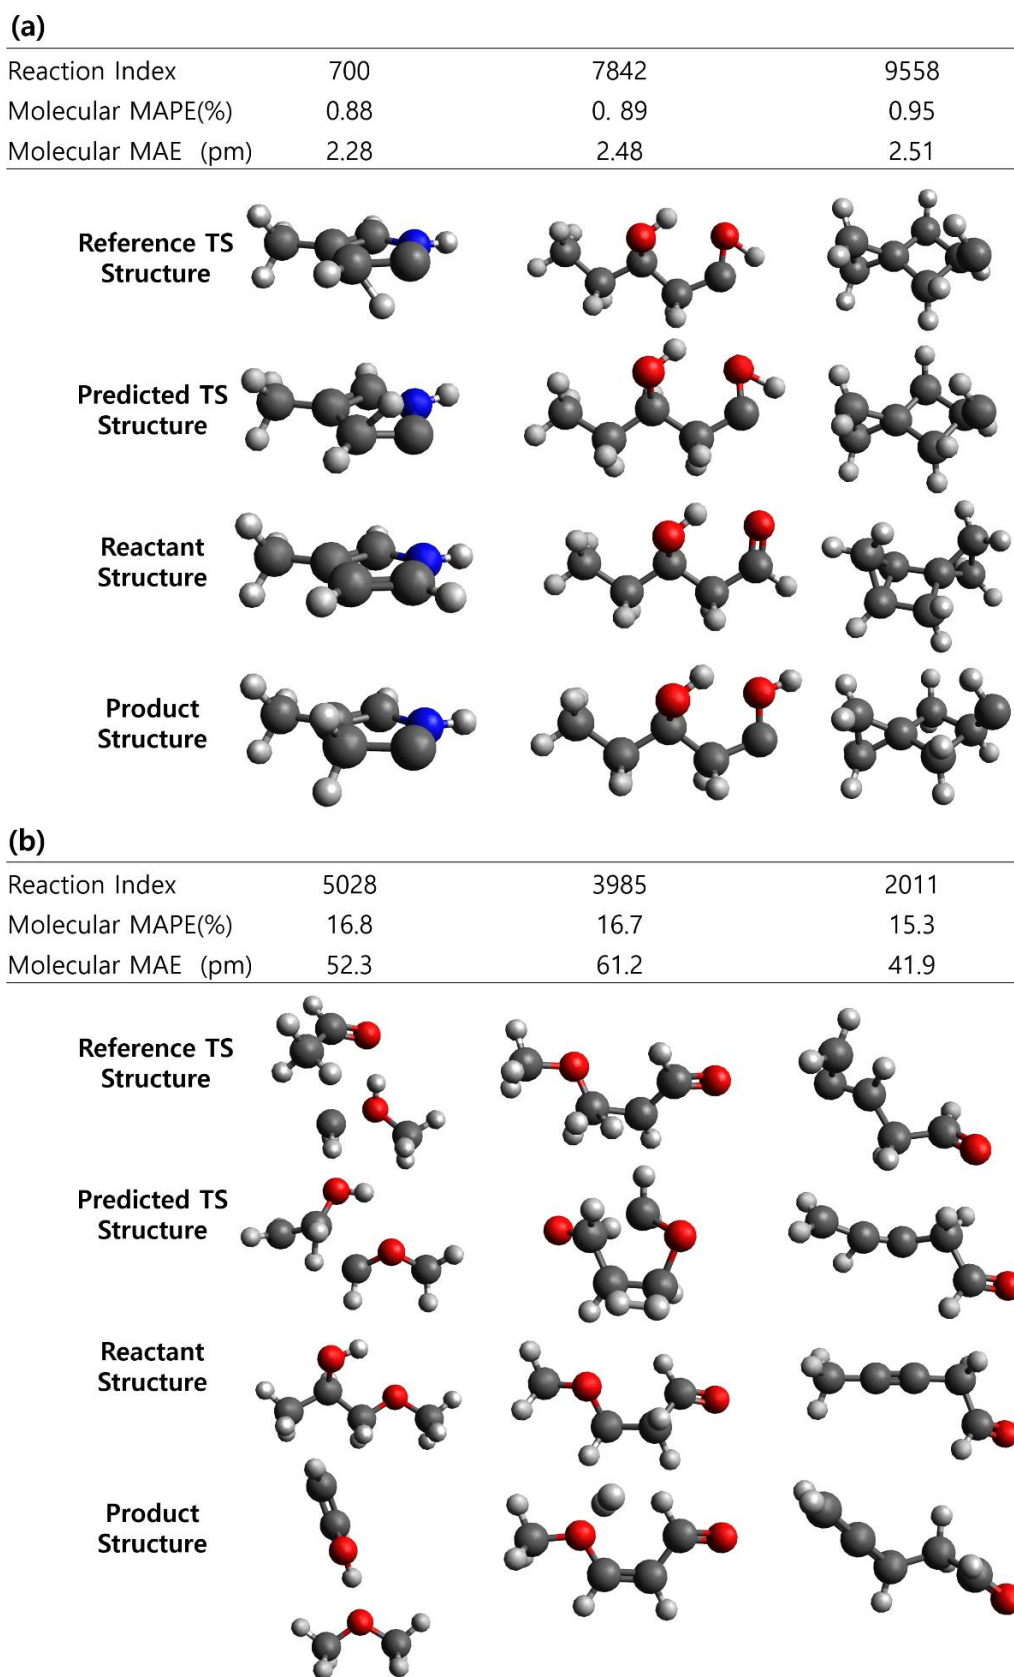 (a)
Reaction Index 700 7842 9558
Molecular MAPE(%) 0.88 0. 89 0.95
Molecular MAE (pm) 2.28 2.48 2.51
Reference TS
Structure
Predicted TS
Structure
Reactant
Structure
Product
Structure
(b)
Reaction Index 5028 3985 2011
Molecular MAPE(%) 16.8 16.7 15.3
Molecular MAE (pm) 52.3 61.2 41.9
Reference TS
Structure
Predicted TS
Structure
Reactant
Structure
Product
Structure